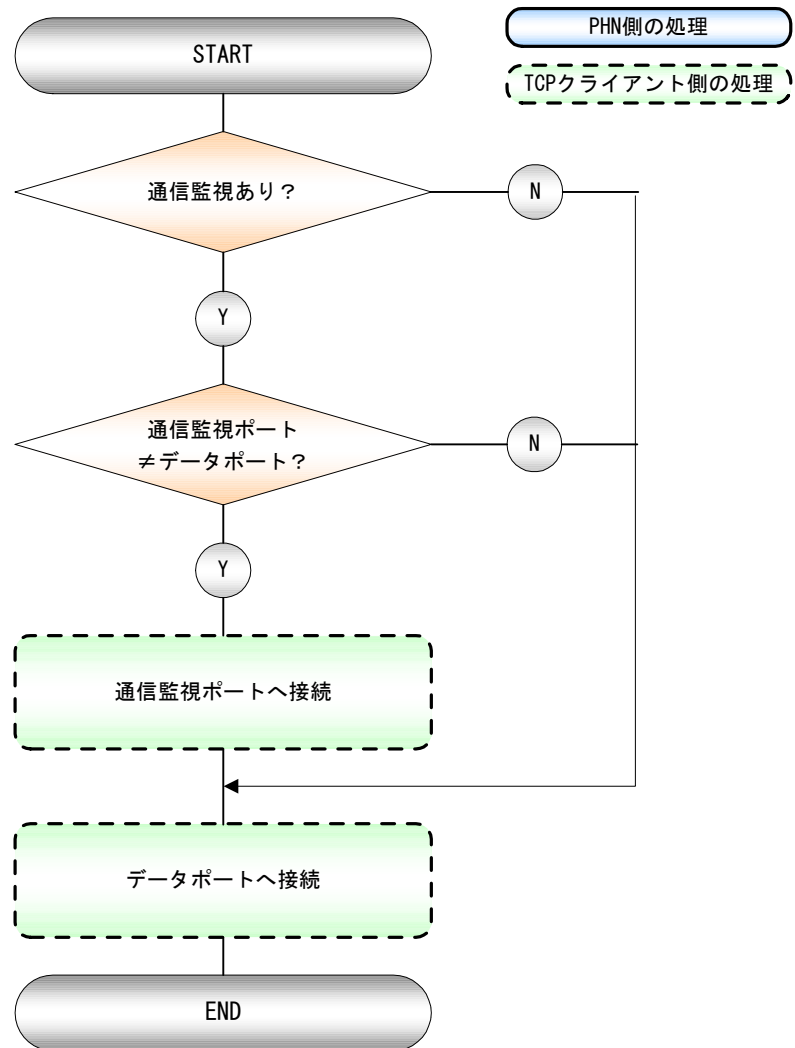 START
PHN側の処理
TCPクライアント側の処理
通信監視あり？
N
Y
通信監視ポート
≠データポート？
N
Y
通信監視ポートへ接続
データポートへ接続
END